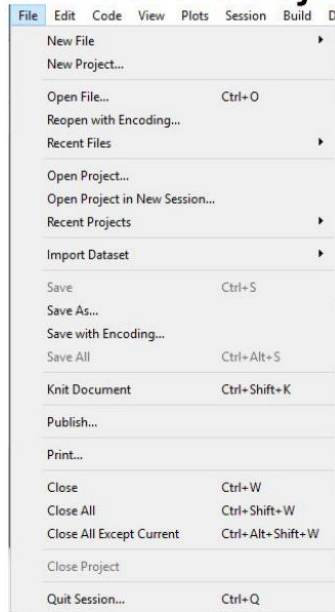 File Edit Code View Plots Session Build
New File
New Project...
Open File... Ctrl+O
Reopen with Encoding...
Recent Files
Open Project...
Open Project in New Session...
Recent Projects
Import Dataset
Save Ctrl+S
Save As...
Save with Encoding...
Save All Ctrl+Alt+S
Knit Document Ctrl+Shift+K
Publish...
Print...
Close Ctrl+W
Close All Ctrl+Shift+W
Close All Except Current Ctrl+Alt+Shift+W
Close Project
Quit Session... Ctrl+Q